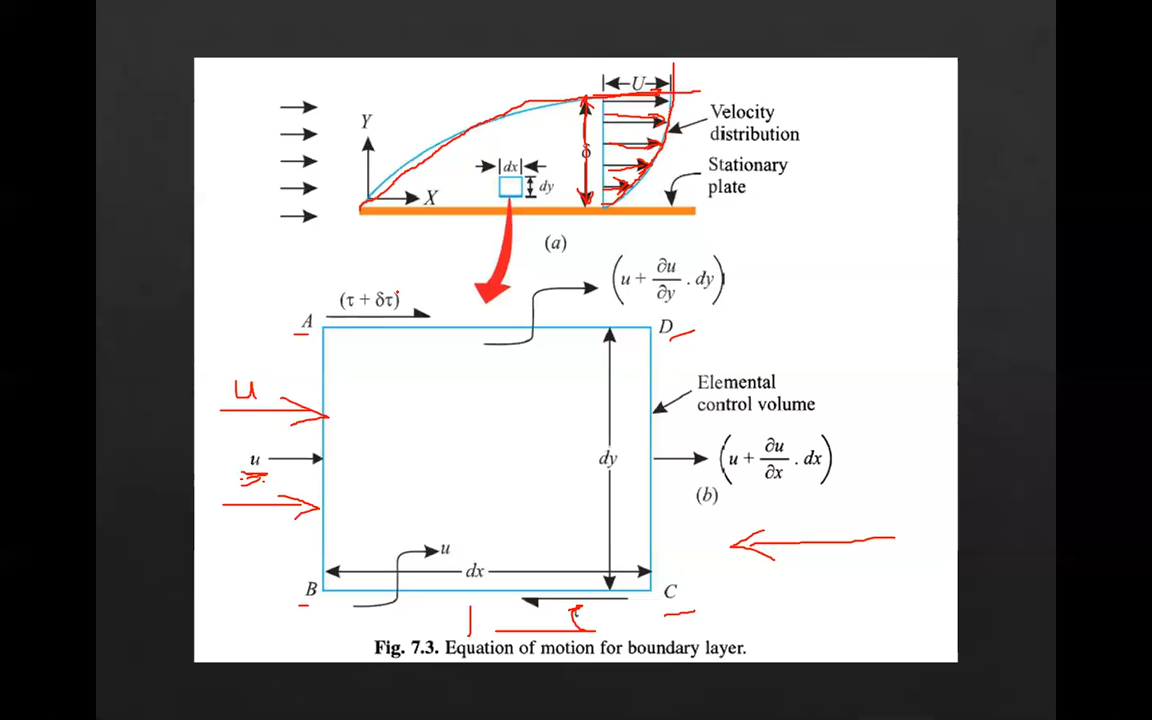 U
Y
Velocity
distribution
δ
dx
dy
Stationary
plate
X
(a)
(u + ∂u/∂y . dy)
(τ + δτ)
A
D
u
Elemental
control volume
u
dy
(u + ∂u/∂x . dx)
(b)
u
dx
B
C
τ
Fig. 7.3. Equation of motion for boundary layer.